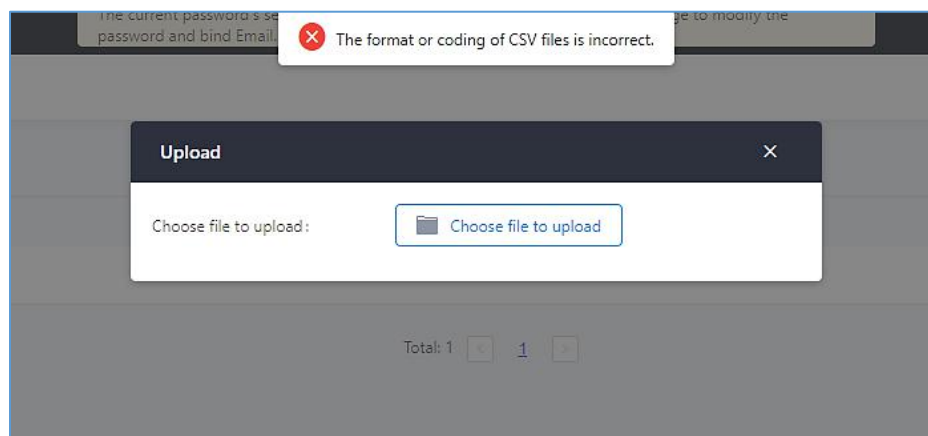 The current password's se
ge to modify the
password and bind Email.
The format or coding of CSV files is incorrect.
Upload
Choose file to upload:
Choose file to upload
Total: 1
1